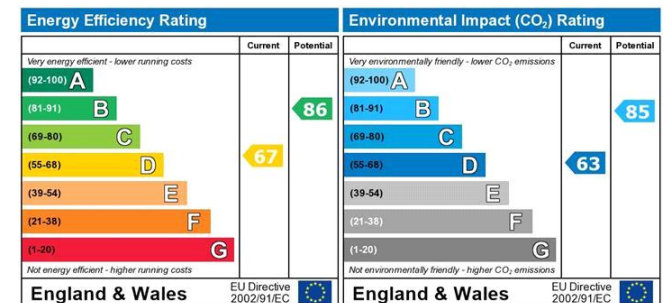 Energy Efficiency Rating
Current Potential
Very energy efficient - lower running costs
(92-100) A
(81-91) B
(69-80) C
(55-68) D
(39-54) E
(21-38) F
(1-20) G
67
86
Not energy efficient - higher running costs
England & Wales
EU Directive
2002/91/EC
Environmental Impact (CO₂) Rating
Current Potential
Very environmentally friendly - lower CO₂ emissions
(92-100) A
(81-91) B
(69-80) C
(55-68) D
(39-54) E
(21-38) F
(1-20) G
63
85
Not environmentally friendly - higher CO₂ emissions
England & Wales
EU Directive
2002/91/EC